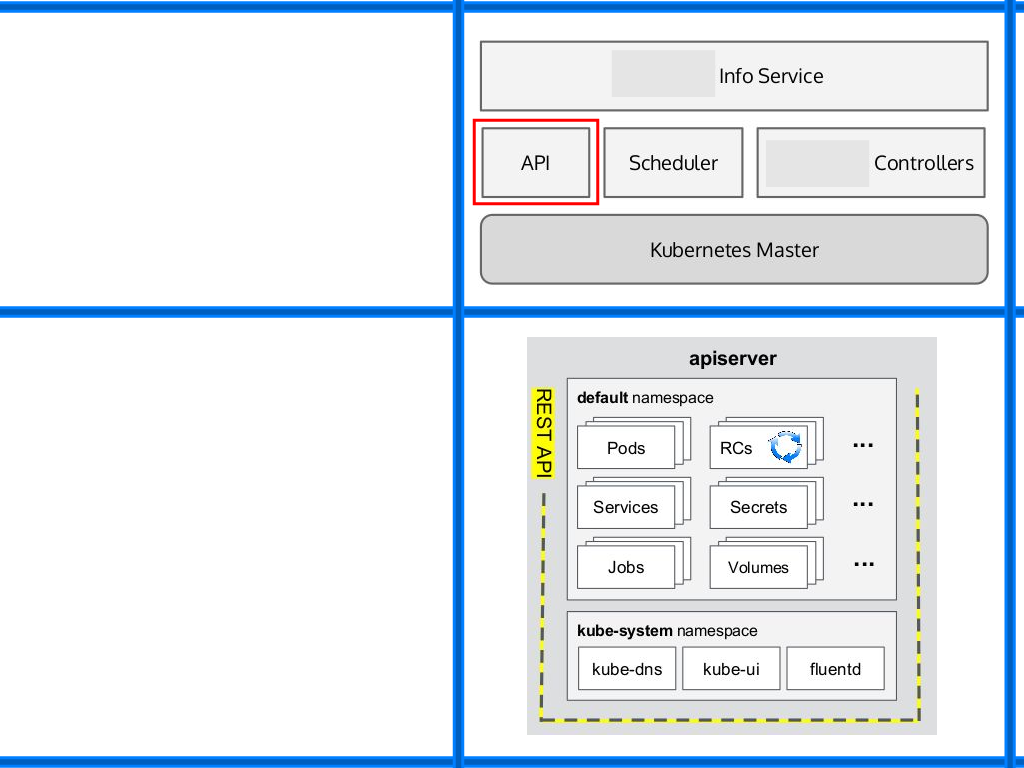 Info Service
API
Scheduler
Controllers
Kubernetes Master
apiserver
REST API
default namespace
Pods
RCs
...
Services
Secrets
...
Jobs
Volumes
...
kube-system namespace
kube-dns
kube-ui
fluentd